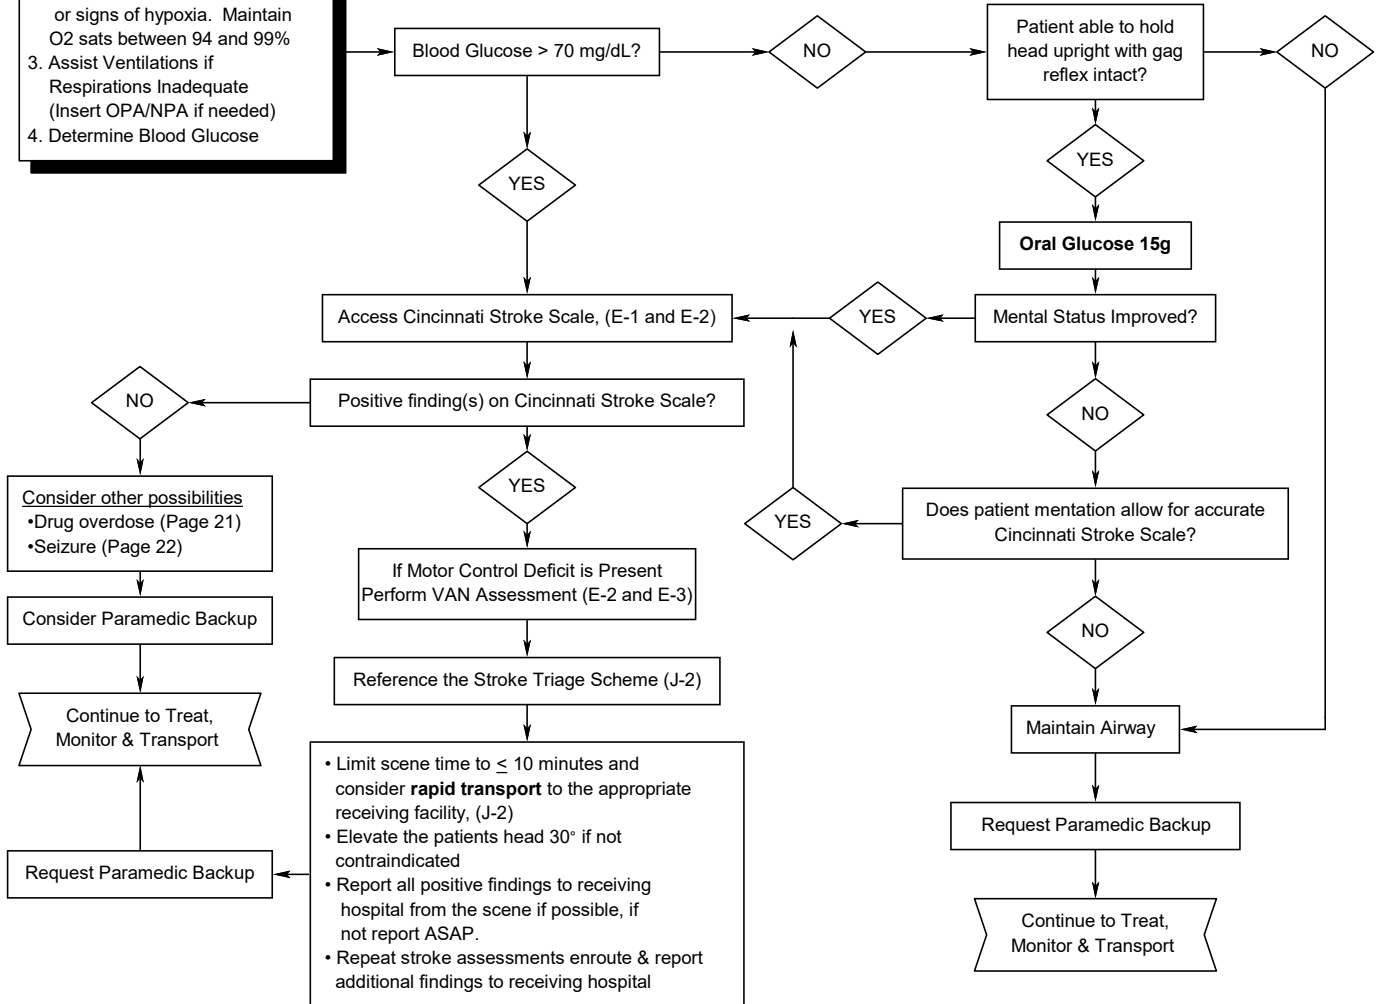 or signs of hypoxia. Maintain
O2 sats between 94 and 99%
3. Assist Ventilations if
Respirations Inadequate
(Insert OPA/NPA if needed)
4. Determine Blood Glucose
Blood Glucose > 70 mg/dL?
NO
Patient able to hold
head upright with gag
reflex intact?
NO
YES
YES
Oral Glucose 15g
Access Cincinnati Stroke Scale, (E-1 and E-2)
YES
Mental Status Improved?
NO
Positive finding(s) on Cincinnati Stroke Scale?
NO
YES
YES
Does patient mentation allow for accurate
Cincinnati Stroke Scale?
Consider other possibilities
•Drug overdose (Page 21)
•Seizure (Page 22)
If Motor Control Deficit is Present
Perform VAN Assessment (E-2 and E-3)
NO
Consider Paramedic Backup
Reference the Stroke Triage Scheme (J-2)
Continue to Treat,
Monitor & Transport
Maintain Airway
• Limit scene time to ≤ 10 minutes and
consider rapid transport to the appropriate
receiving facility, (J-2)
• Elevate the patients head 30° if not
contraindicated
• Report all positive findings to receiving
hospital from the scene if possible, if
not report ASAP.
• Repeat stroke assessments enroute & report
additional findings to receiving hospital
Request Paramedic Backup
Request Paramedic Backup
Continue to Treat,
Monitor & Transport